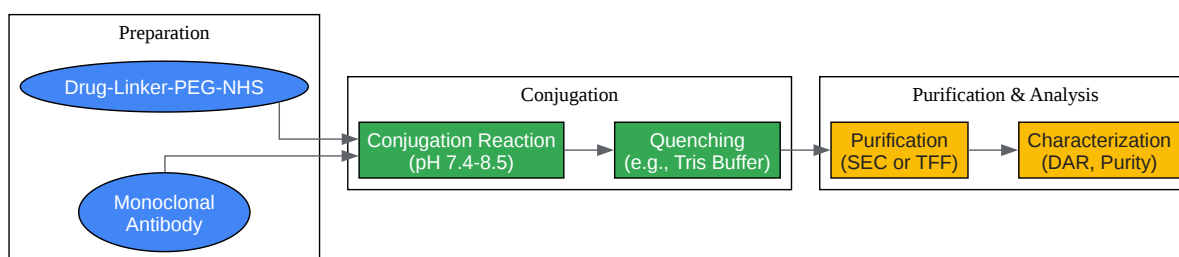 Preparation
Drug-Linker-PEG-NHS
Monoclonal
Antibody
Conjugation
Conjugation Reaction
(pH 7.4-8.5)
Quenching
(e.g., Tris Buffer)
Purification & Analysis
Purification
(SEC or TFF)
Characterization
(DAR, Purity)